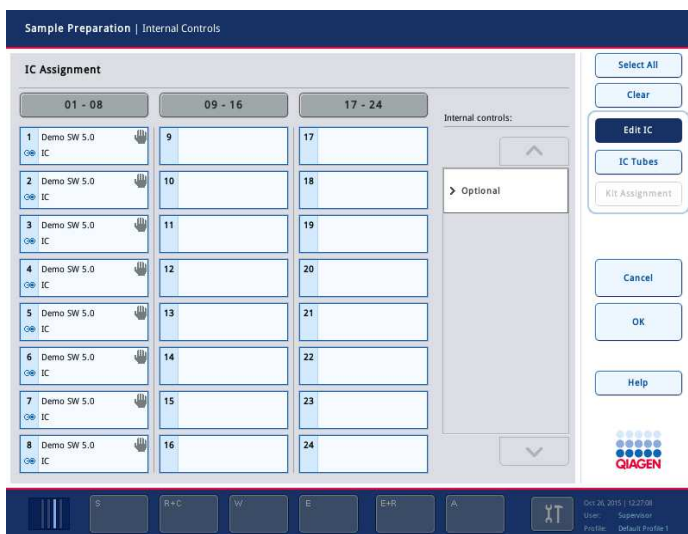 Sample Preparation | Internal Controls
IC Assignment
01 - 08
09 - 16
17 - 24
Internal controls:
1 Demo SW 5.0
IC
2 Demo SW 5.0
IC
3 Demo SW 5.0
IC
4 Demo SW 5.0
IC
5 Demo SW 5.0
IC
6 Demo SW 5.0
IC
7 Demo SW 5.0
IC
8 Demo SW 5.0
IC
9
10
11
12
13
14
15
16
17
18
19
20
21
22
23
24
Optional
Select All
Clear
Edit IC
IC Tubes
Kit Assignment
Cancel
OK
Help
QIAGEN
S
R+C
W
E
E+R
A
Oct 26, 2015 | 12:27:08
User: Supervisor
Profile: Default Profile 1